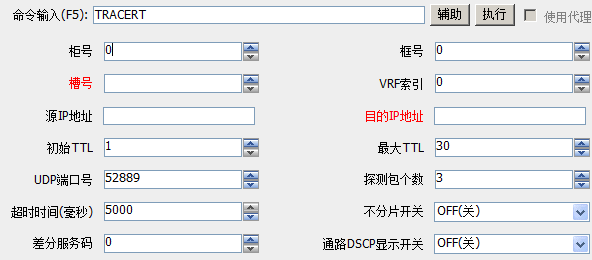 命令输入(F5): TRACERT 辅助 执行 使用代理
柜号 0 框号 0
槽号 VRF索引 0
源IP地址 目的IP地址
初始TTL 1 最大TTL 30
UDP端口号 52889 探测包个数 3
超时时间(毫秒) 5000 不分片开关 OFF(关)
差分服务码 0 通路DSCP显示开关 OFF(关)